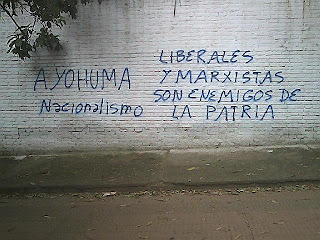 AYOHUMA
Nacionalismo
LIBERALES
Y MARXISTAS
SON ENEMIGOS DE
LA PATRIA